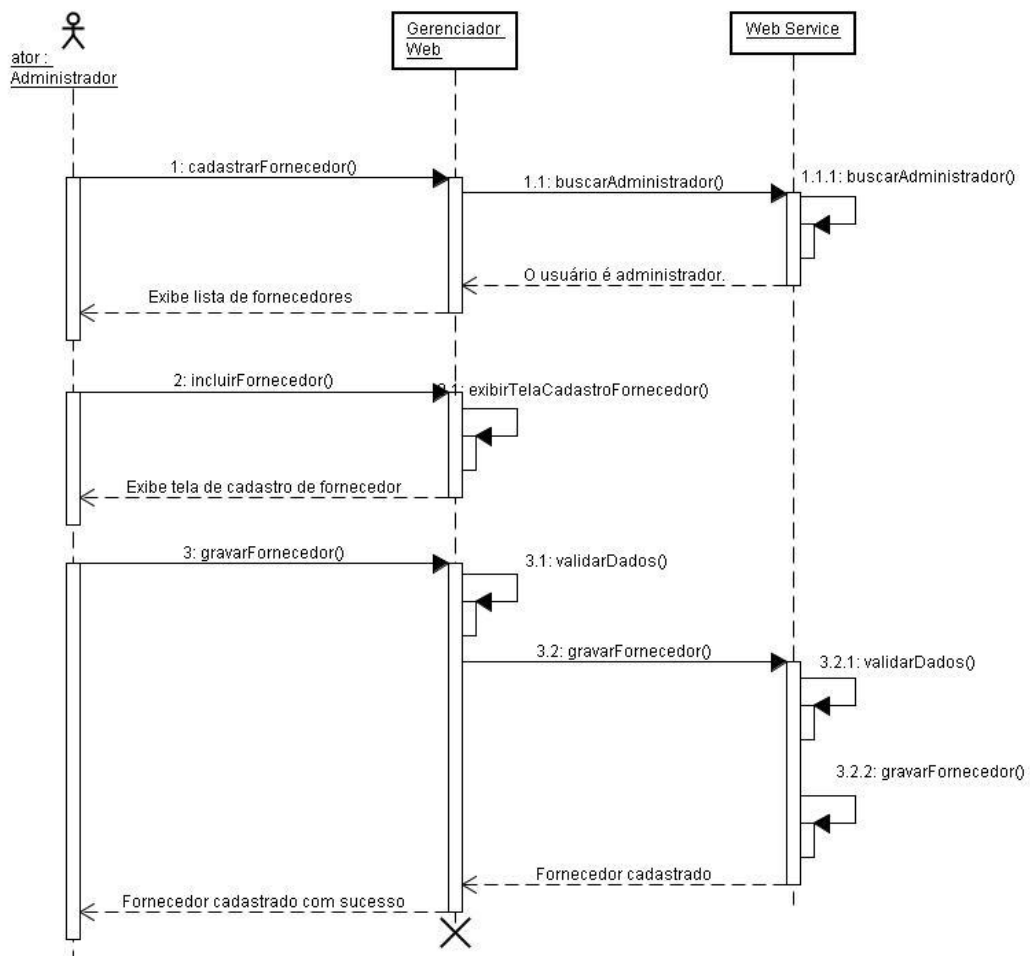 ator :
Administrador
Gerenciador
Web
Web Service
1: cadastrarFornecedor()
1.1: buscarAdministrador()
1.1.1: buscarAdministrador()
O usuário é administrador.
Exibe lista de fornecedores
2: incluirFornecedor()
2.1: exibirTelaCadastroFornecedor()
Exibe tela de cadastro de fornecedor
3: gravarFornecedor()
3.1: validarDados()
3.2: gravarFornecedor()
3.2.1: validarDados()
3.2.2: gravarFornecedor()
Fornecedor cadastrado
Fornecedor cadastrado com sucesso